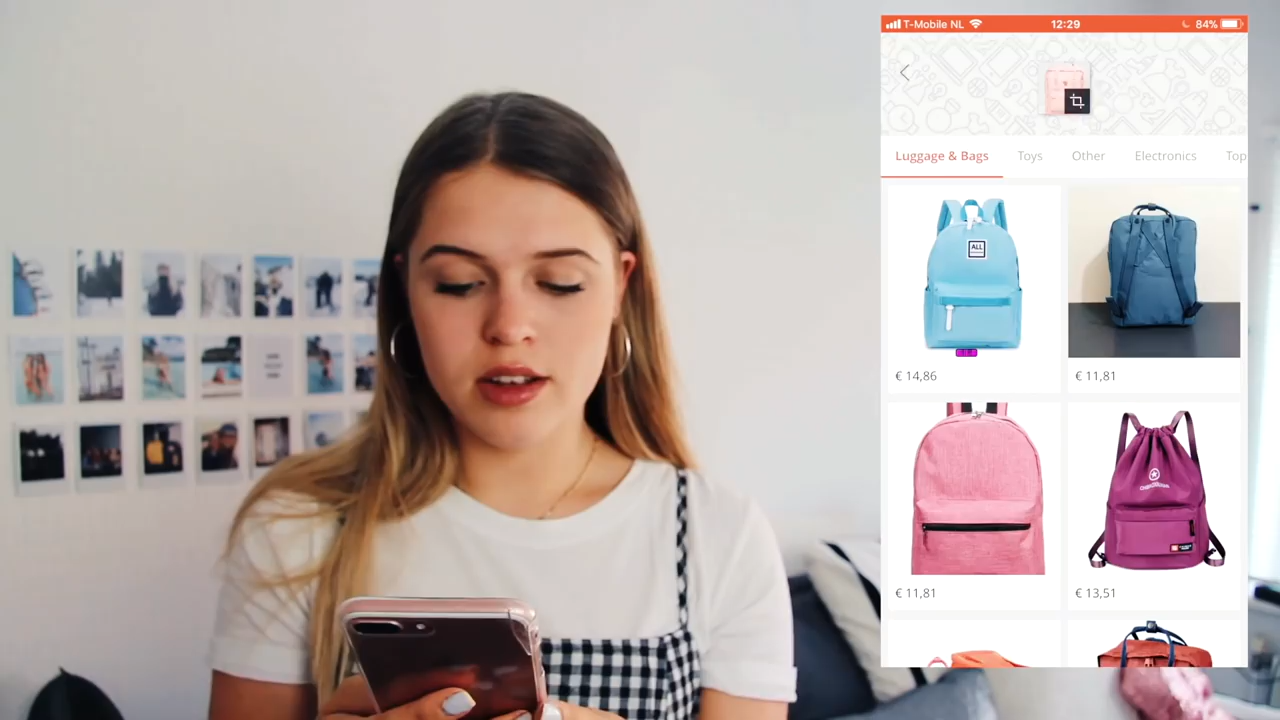 T-Mobile NL 12:29 84%
Luggage & Bags Toys Other Electronics Top
ALL
€ 14,86 € 11,81
€ 11,81 € 13,51